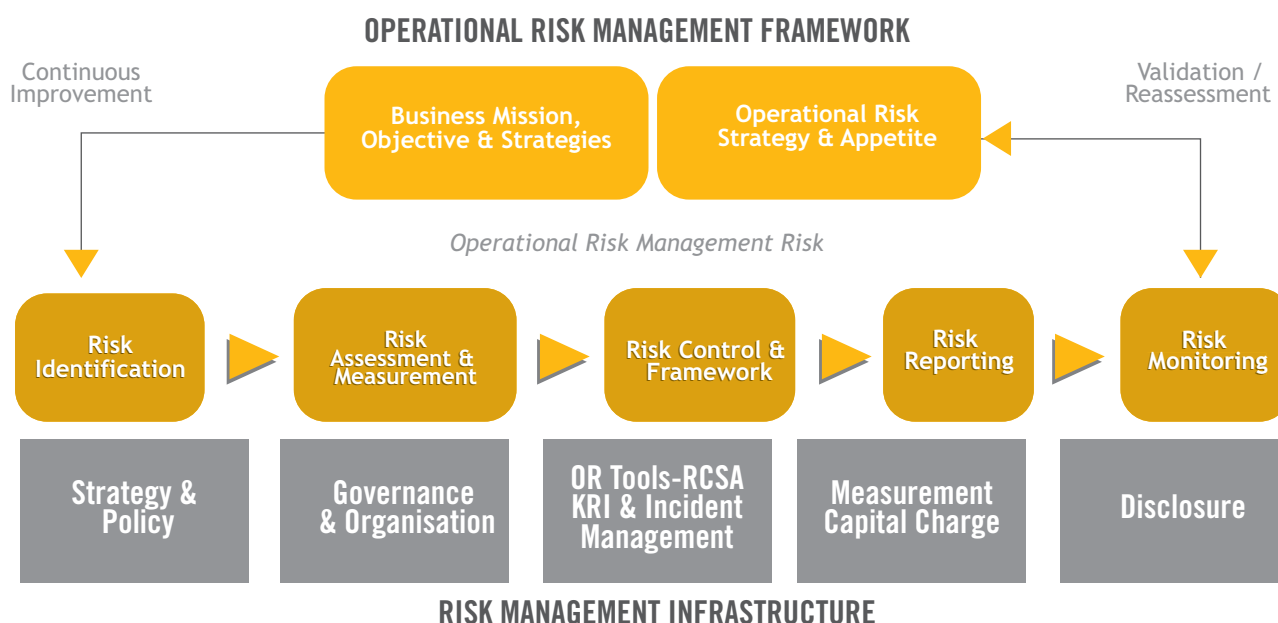 OPERATIONAL RISK MANAGEMENT FRAMEWORK
Continuous
Improvement
Business Mission,
Objective & Strategies
Operational Risk
Strategy & Appetite
Validation /
Reassessment
Operational Risk Management Risk
Risk
Identification
Risk
Assessment &
Measurement
Risk Control &
Framework
Risk
Reporting
Risk
Monitoring
Strategy &
Policy
Governance
& Organisation
OR Tools-RCSA
KRI & Incident
Management
Measurement
Capital Charge
Disclosure
RISK MANAGEMENT INFRASTRUCTURE